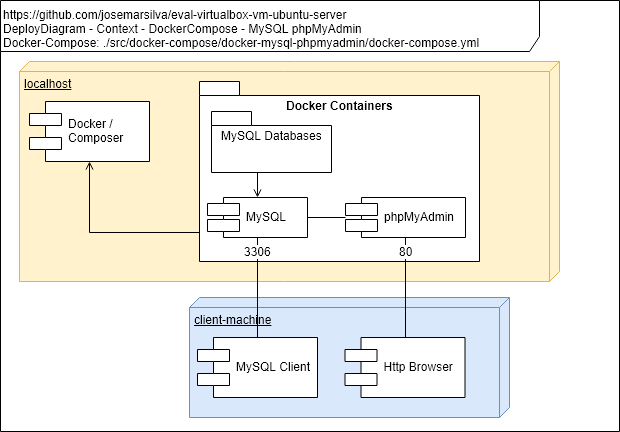 https://github.com/josemarsilva/eval-virtualbox-vm-ubuntu-server
DeployDiagram - Context - DockerCompose - MySQL phpMyAdmin
Docker-Compose: ./src/docker-compose/docker-mysql-phpmyadmin/docker-compose.yml
localhost
Docker /
Composer
Docker Containers
MySQL Databases
MySQL
phpMyAdmin
3306
80
client-machine
MySQL Client
Http Browser